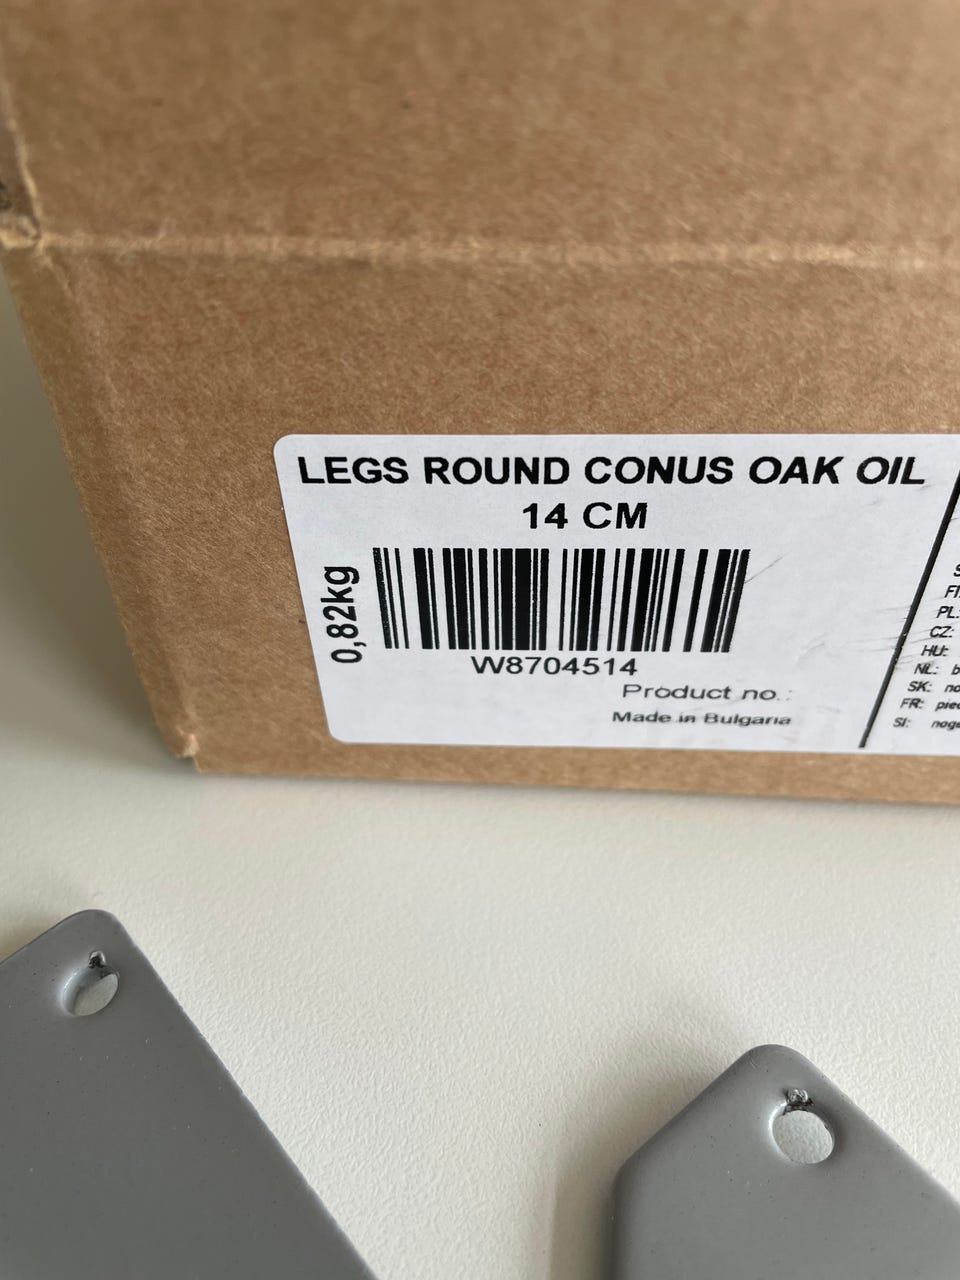 LEGS ROUND CONUS OAK OIL
14 CM
0,82kg
W8704514
Product no.:
Made in Bulgaria
PL:
CZ:
HU:
NL:
SK:
FR:
SI: